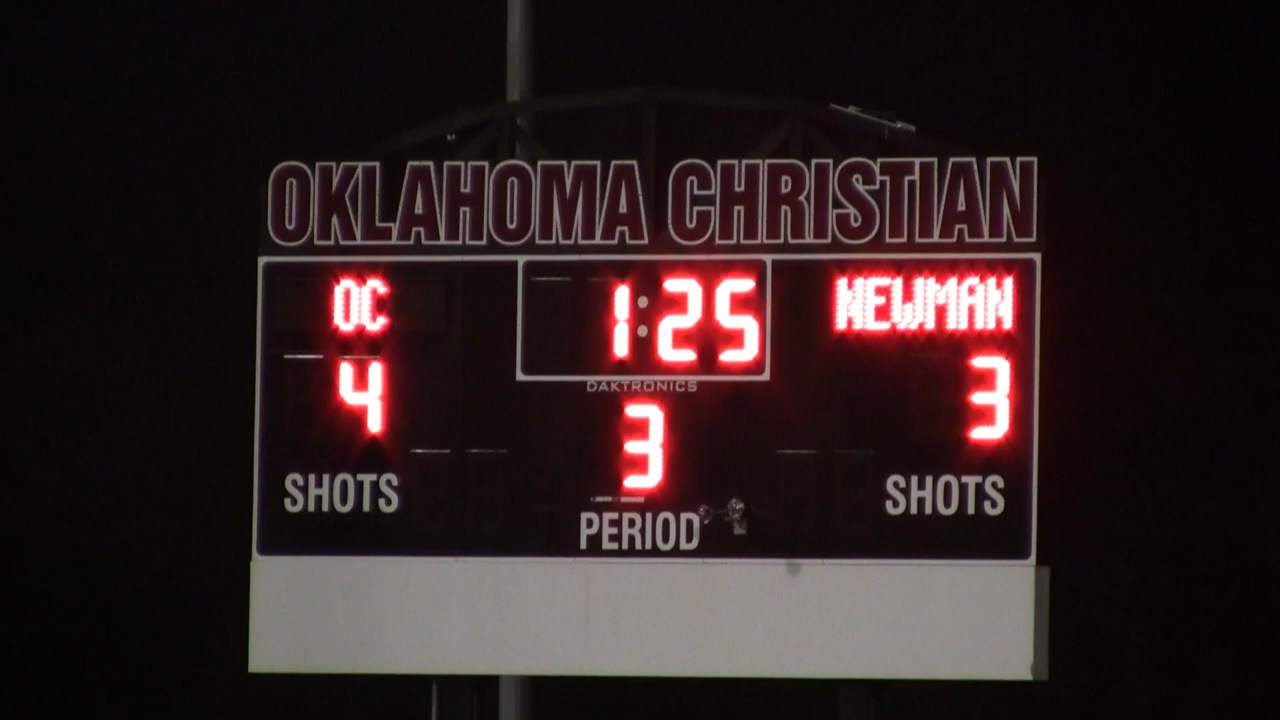 OKLAHOMA CHRISTIAN
OC 1:25 NEWMAN
4 3
DAKTRONICS
3
SHOTS SHOTS
PERIOD